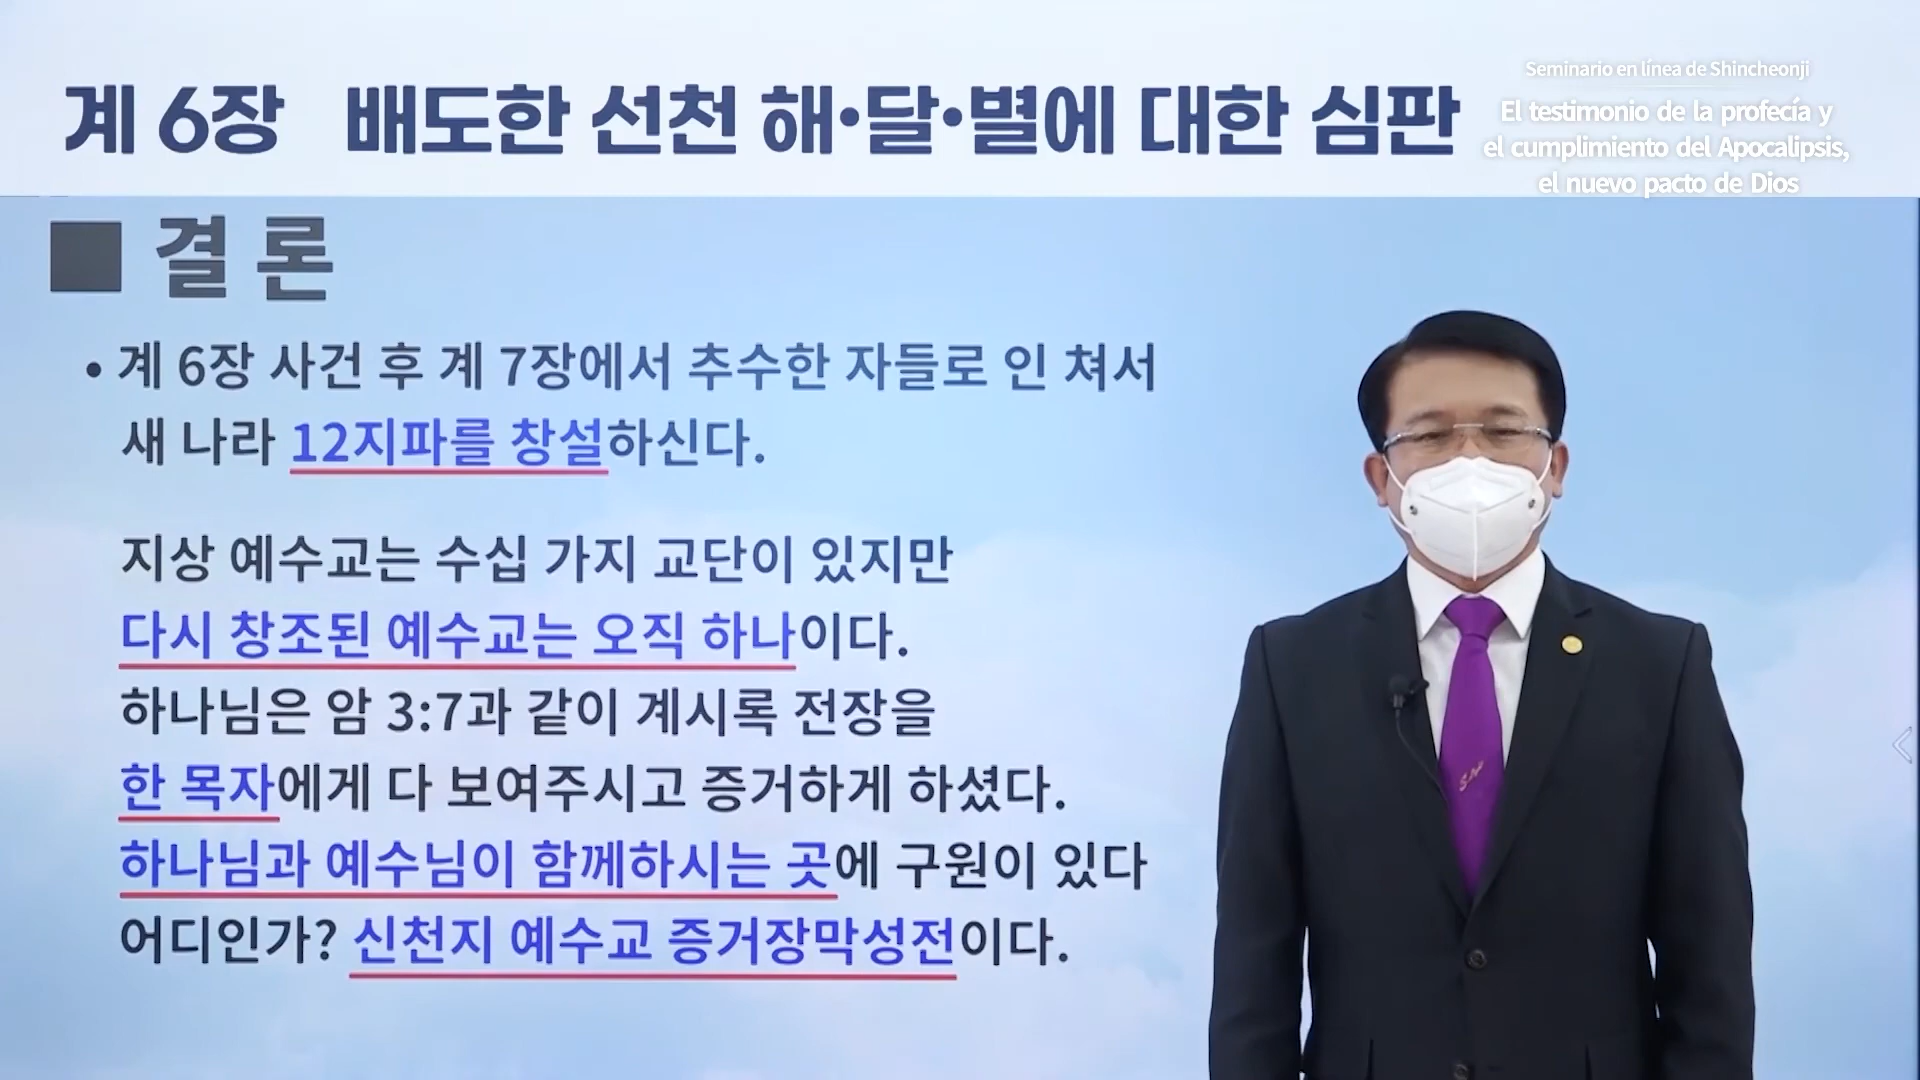 계 6장 배도한 선천 해·달·별에 대한 심판
Seminario en línea de Shincheonji
El testimonio de la profecía y
el cumplimiento del Apocalipsis,
el nuevo pacto de Dios
■ 결 론
• 계 6장 사건 후 계 7장에서 추수한 자들로 인 쳐서
새 나라 12지파를 창설하신다.
지상 예수교는 수십 가지 교단이 있지만
다시 창조된 예수교는 오직 하나이다.
하나님은 암 3:7과 같이 계시록 전장을
한 목자에게 다 보여주시고 증거하게 하셨다.
하나님과 예수님이 함께하시는 곳에 구원이 있다
어디인가? 신천지 예수교 증거장막성전이다.